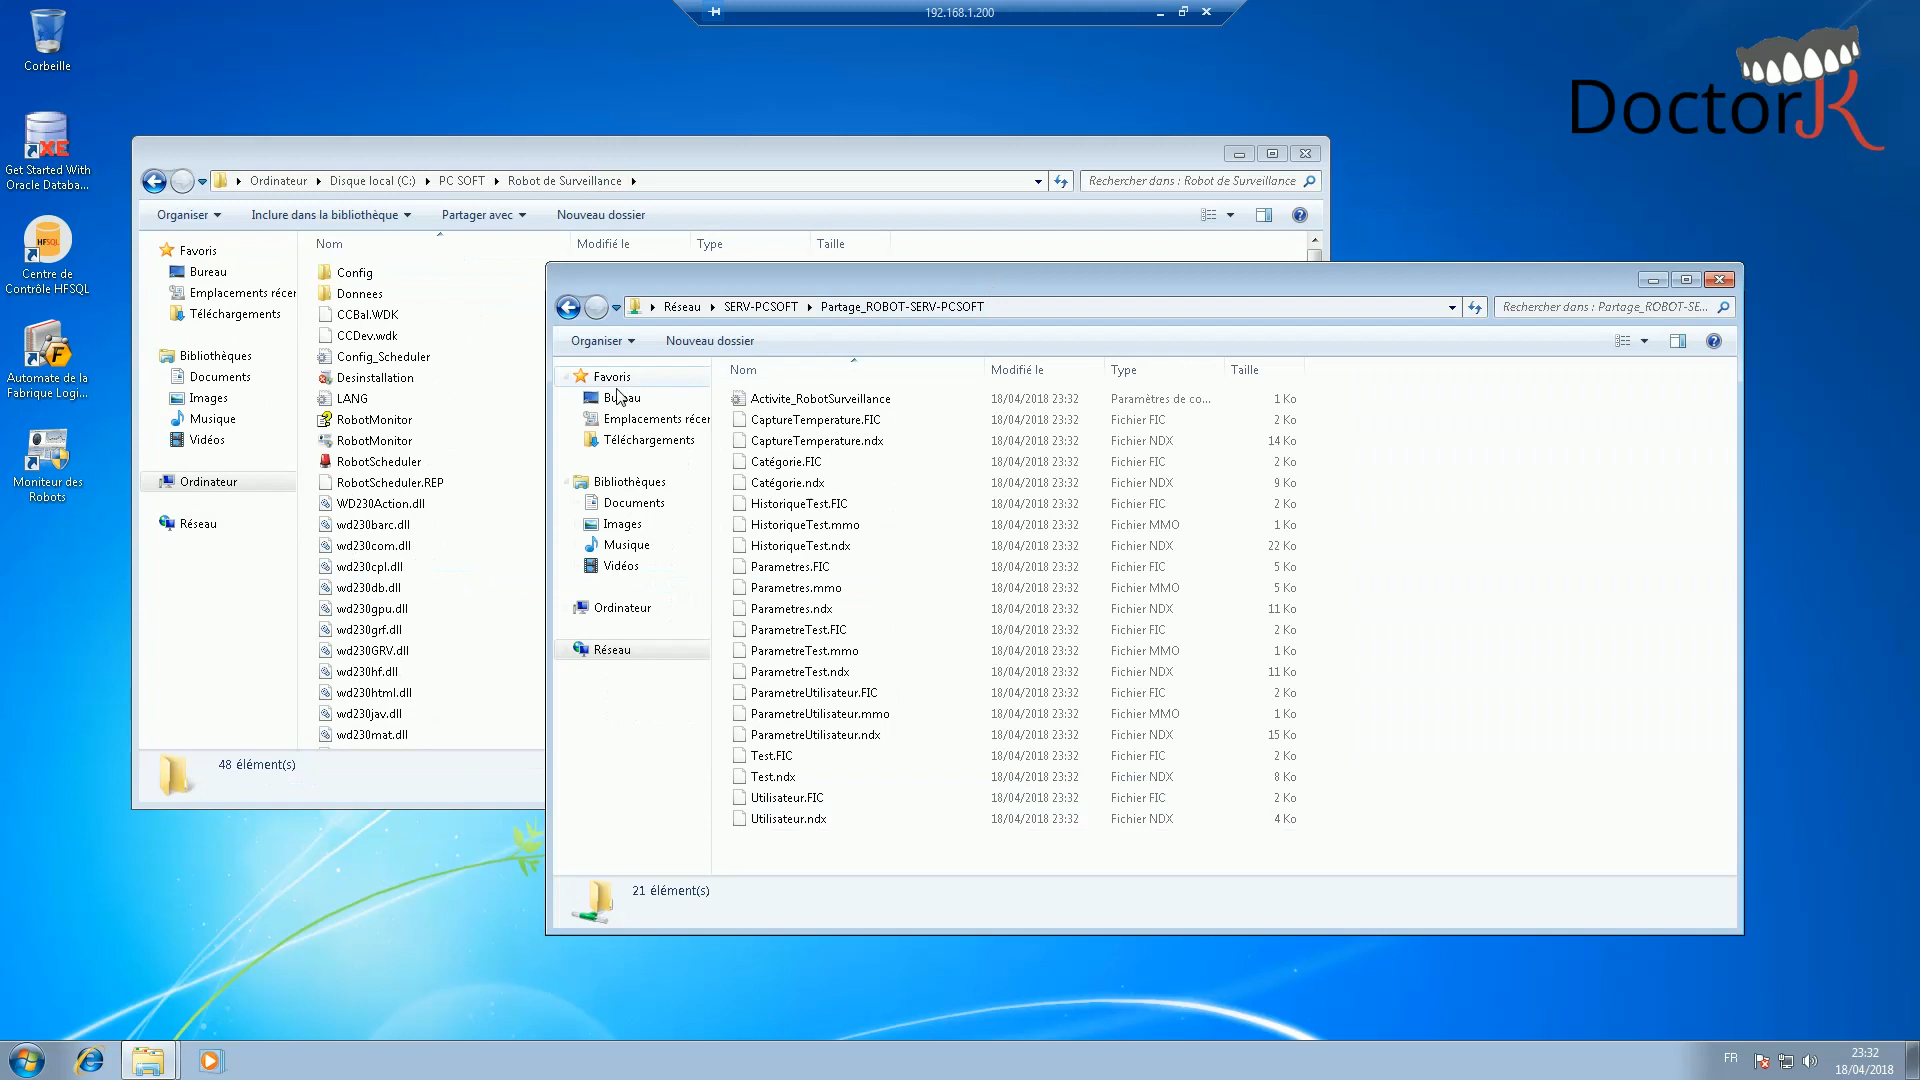 192.168.1.200
Corbeille
DoctorK
Get Started With
Oracle Databa...
XE
Centre de
Contrôle HFSQL
HFSQL
Automate de la
Fabrique Logi...
Moniteur des
Robots
Ordinateur Disque local (C:) PC SOFT Robot de Surveillance
Rechercher dans : Robot de Surveillance
Organiser Inclure dans la bibliothèque Partager avec Nouveau dossier
Favoris
Bureau
Emplacements récer
Téléchargements
Bibliothèques
Documents
Images
Musique
Vidéos
Ordinateur
Réseau
Nom Modifié le Type Taille
Config
Donnees
CCBal.WDK
CCDev.wdk
Config_Scheduler
Desinstallation
LANG
RobotMonitor
RobotMonitor
RobotScheduler
RobotScheduler.REP
WD230Action.dll
wd230barc.dll
wd230com.dll
wd230cpl.dll
wd230db.dll
wd230gpu.dll
wd230grf.dll
wd230GRV.dll
wd230hf.dll
wd230html.dll
wd230jav.dll
wd230mat.dll
48 élément(s)
Réseau SERV-PCSOFT Partage_ROBOT-SERV-PCSOFT
Rechercher dans : Partage_ROBOT-SE...
Organiser Nouveau dossier
Favoris
Bureau
Emplacements récer
Téléchargements
Bibliothèques
Documents
Images
Musique
Vidéos
Ordinateur
Réseau
Nom Modifié le Type Taille
Activite_RobotSurveillance 18/04/2018 23:32 Paramètres de co... 1 Ko
CaptureTemperature.FIC 18/04/2018 23:32 Fichier FIC 2 Ko
CaptureTemperature.ndx 18/04/2018 23:32 Fichier NDX 14 Ko
Catégorie.FIC 18/04/2018 23:32 Fichier FIC 2 Ko
Catégorie.ndx 18/04/2018 23:32 Fichier NDX 9 Ko
HistoriqueTest.FIC 18/04/2018 23:32 Fichier FIC 2 Ko
HistoriqueTest.mmo 18/04/2018 23:32 Fichier MMO 1 Ko
HistoriqueTest.ndx 18/04/2018 23:32 Fichier NDX 22 Ko
Parametres.FIC 18/04/2018 23:32 Fichier FIC 5 Ko
Parametres.mmo 18/04/2018 23:32 Fichier MMO 5 Ko
Parametres.ndx 18/04/2018 23:32 Fichier NDX 11 Ko
ParametreTest.FIC 18/04/2018 23:32 Fichier FIC 2 Ko
ParametreTest.mmo 18/04/2018 23:32 Fichier MMO 1 Ko
ParametreTest.ndx 18/04/2018 23:32 Fichier NDX 11 Ko
ParametreUtilisateur.FIC 18/04/2018 23:32 Fichier FIC 2 Ko
ParametreUtilisateur.mmo 18/04/2018 23:32 Fichier MMO 1 Ko
ParametreUtilisateur.ndx 18/04/2018 23:32 Fichier NDX 15 Ko
Test.FIC 18/04/2018 23:32 Fichier FIC 2 Ko
Test.ndx 18/04/2018 23:32 Fichier NDX 8 Ko
Utilisateur.FIC 18/04/2018 23:32 Fichier FIC 2 Ko
Utilisateur.ndx 18/04/2018 23:32 Fichier NDX 4 Ko
21 élément(s)
FR
23:32
18/04/2018